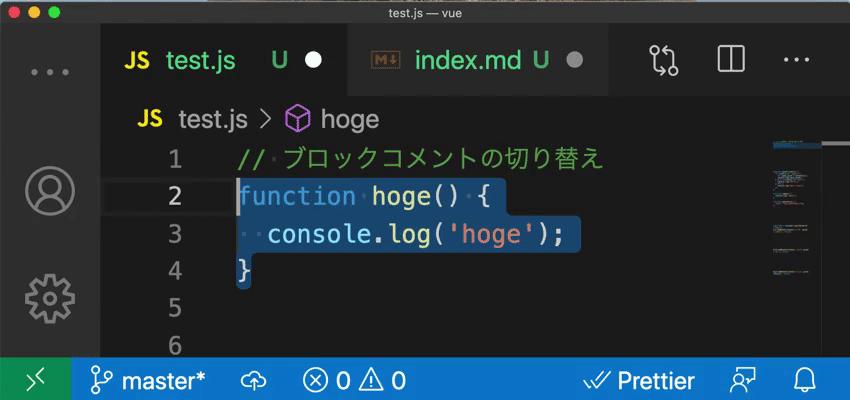 test.js — vue
JS test.js U index.md U
JS test.js > hoge
1 // ブロックコメントの切り替え
2 function hoge() {
3   console.log('hoge');
4 }
5
6
master* 0 0 Prettier